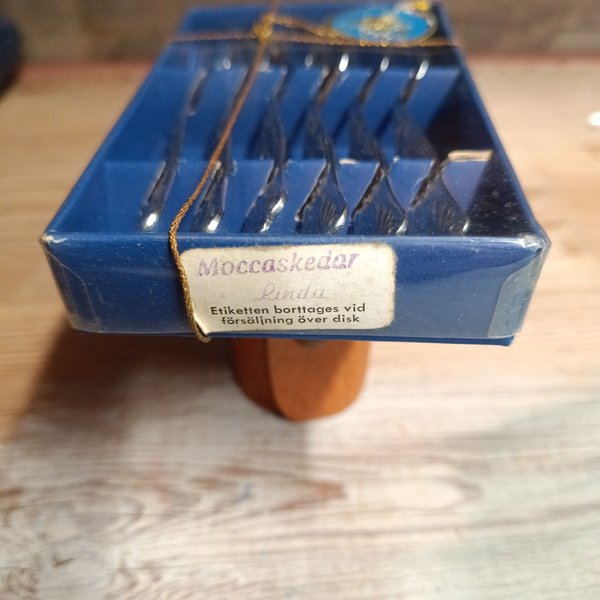 Moccaskedar
Linda
Etiketten borttages vid
försäljning över disk